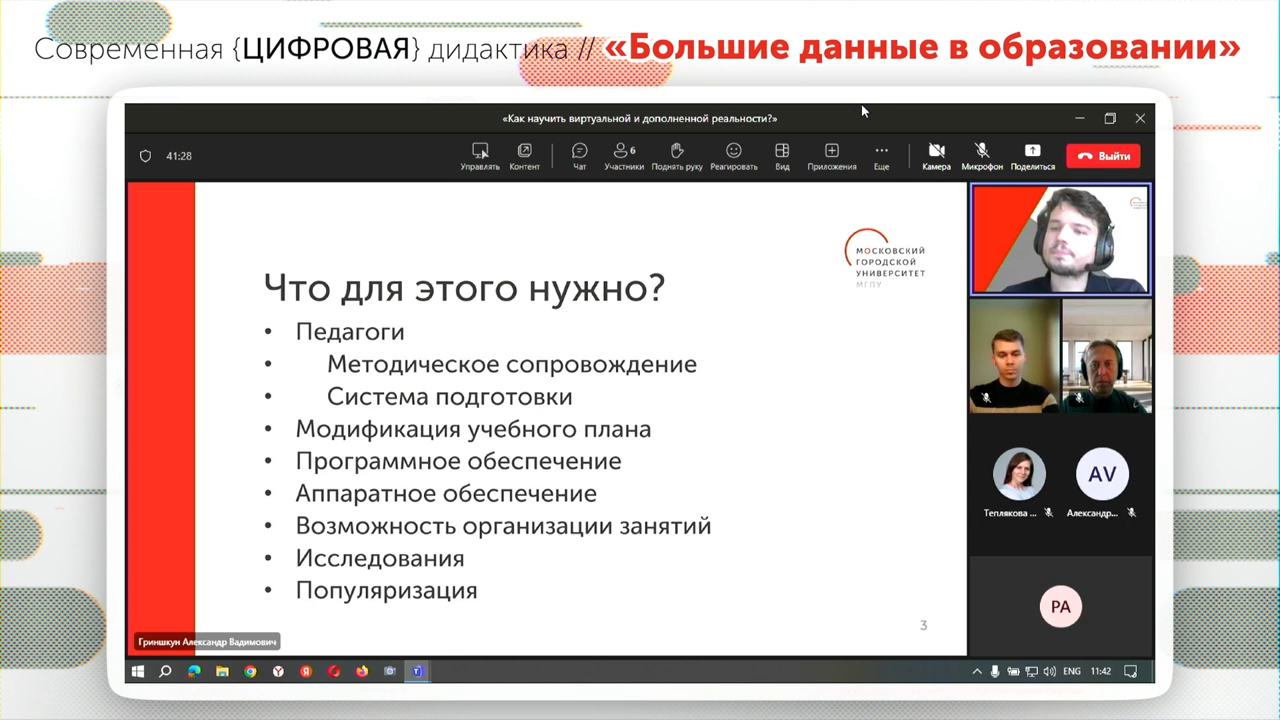 Современная {ЦИФРОВАЯ} дидактика // «Большие данные в образовании»
«Как научить виртуальной и дополненной реальности?»
41:28
Управлять
Контент
Чат
6
Участники
Поднять руку
Реагировать
Вид
Приложения
Еще
Камера
Микрофон
Поделиться
Выйти
МОСКОВСКИЙ
ГОРОДСКОЙ
УНИВЕРСИТЕТ
МГПУ
Что для этого нужно?
• Педагоги
• Методическое сопровождение
• Система подготовки
• Модификация учебного плана
• Программное обеспечение
• Аппаратное обеспечение
• Возможность организации занятий
• Исследования
• Популяризация
3
Гриншкун Александр Вадимович
AV
Теплякова ...
Александр...
PA
ENG
11:42